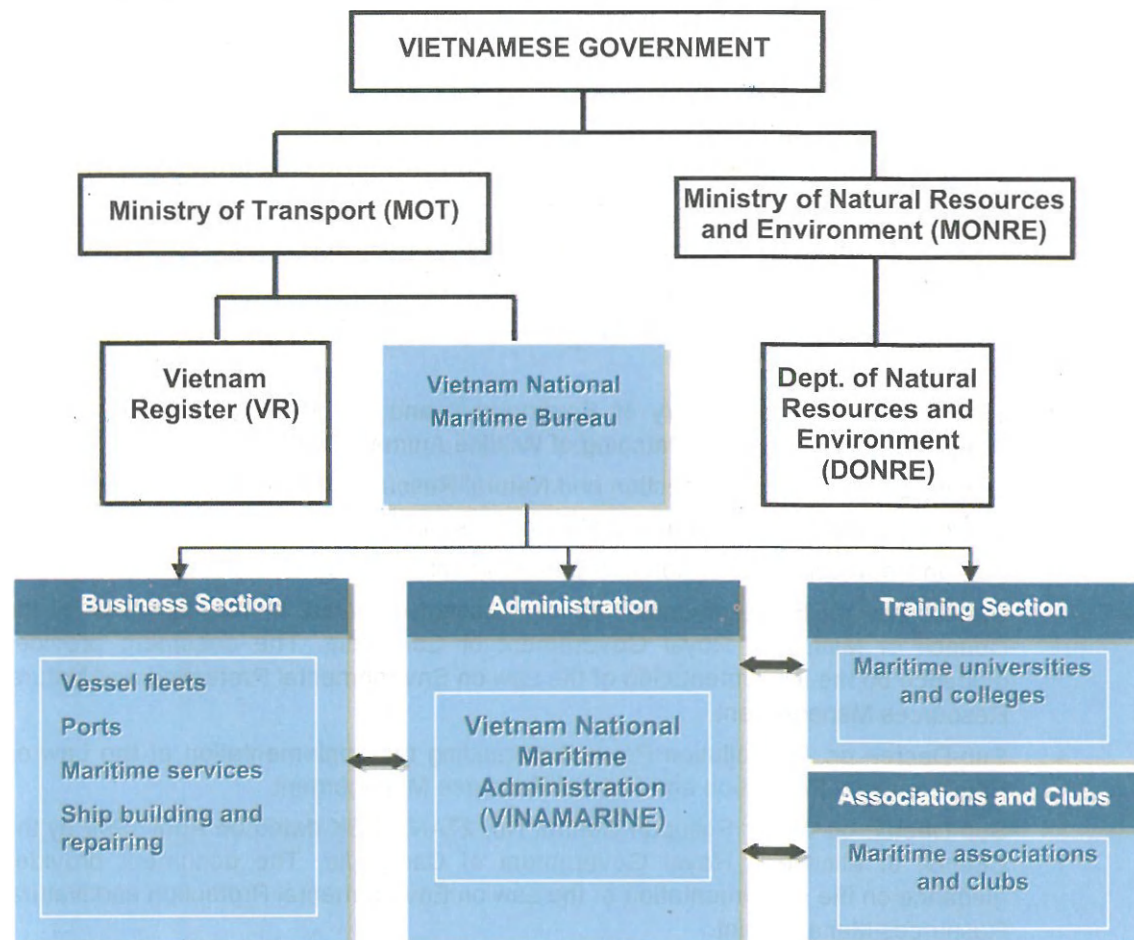 VIETNAMESE GOVERNMENT
Ministry of Transport (MOT)
Ministry of Natural Resources
and Environment (MONRE)
Vietnam
Register (VR)
Vietnam National
Maritime Bureau
Dept. of Natural
Resources and
Environment
(DONRE)
Business Section
Vessel fleets
Ports
Maritime services
Ship building and
repairing
Administration
Vietnam National
Maritime
Administration
(VINAMARINE)
Training Section
Maritime universities
and colleges
Associations and Clubs
Maritime associations
and clubs